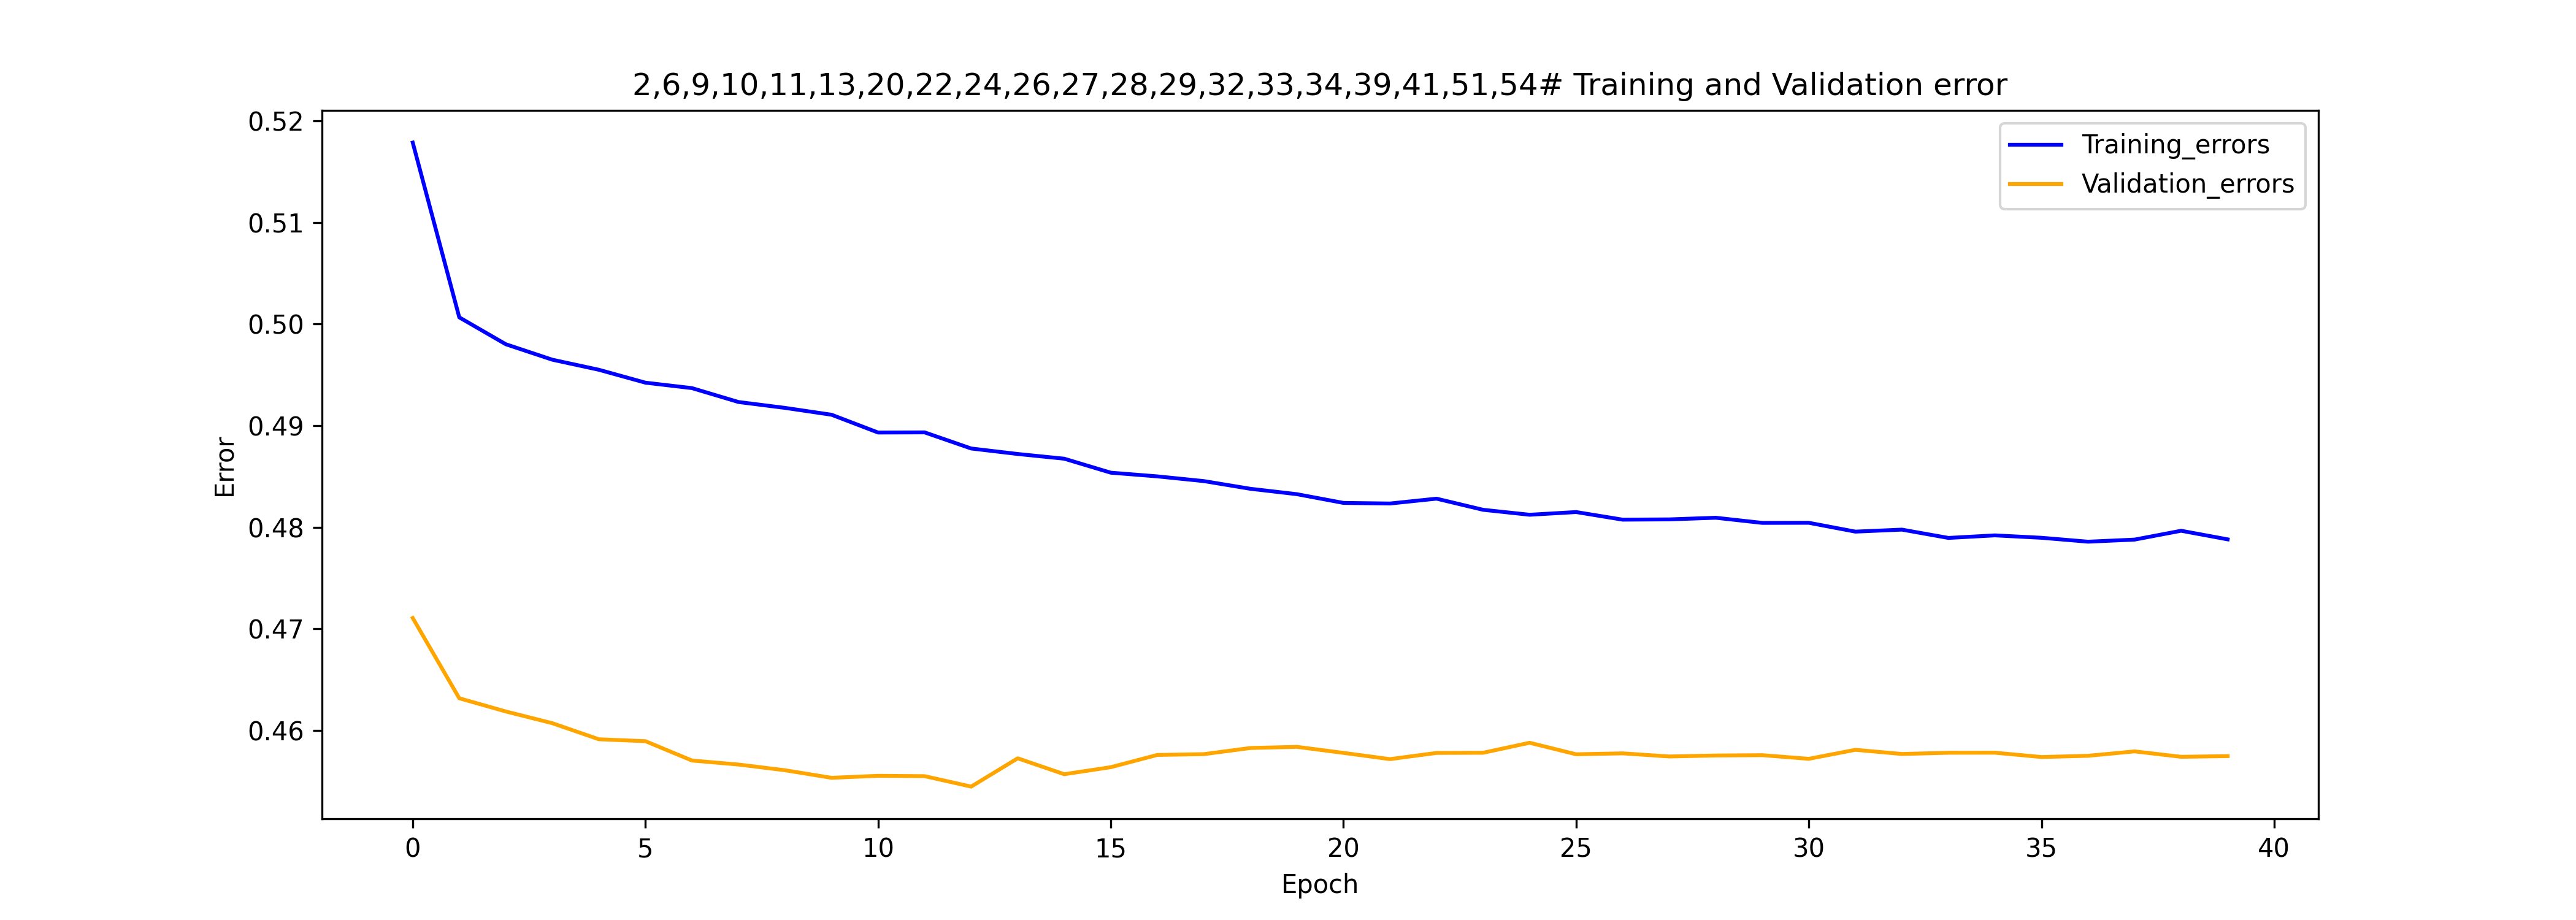 2,6,9,10,11,13,20,22,24,26,27,28,29,32,33,34,39,41,51,54# Training and Validation error
0.52
0.51
0.50
0.49
0.48
0.47
0.46
Error
Training_errors
Validation_errors
0 5 10 15 20 25 30 35 40
Epoch